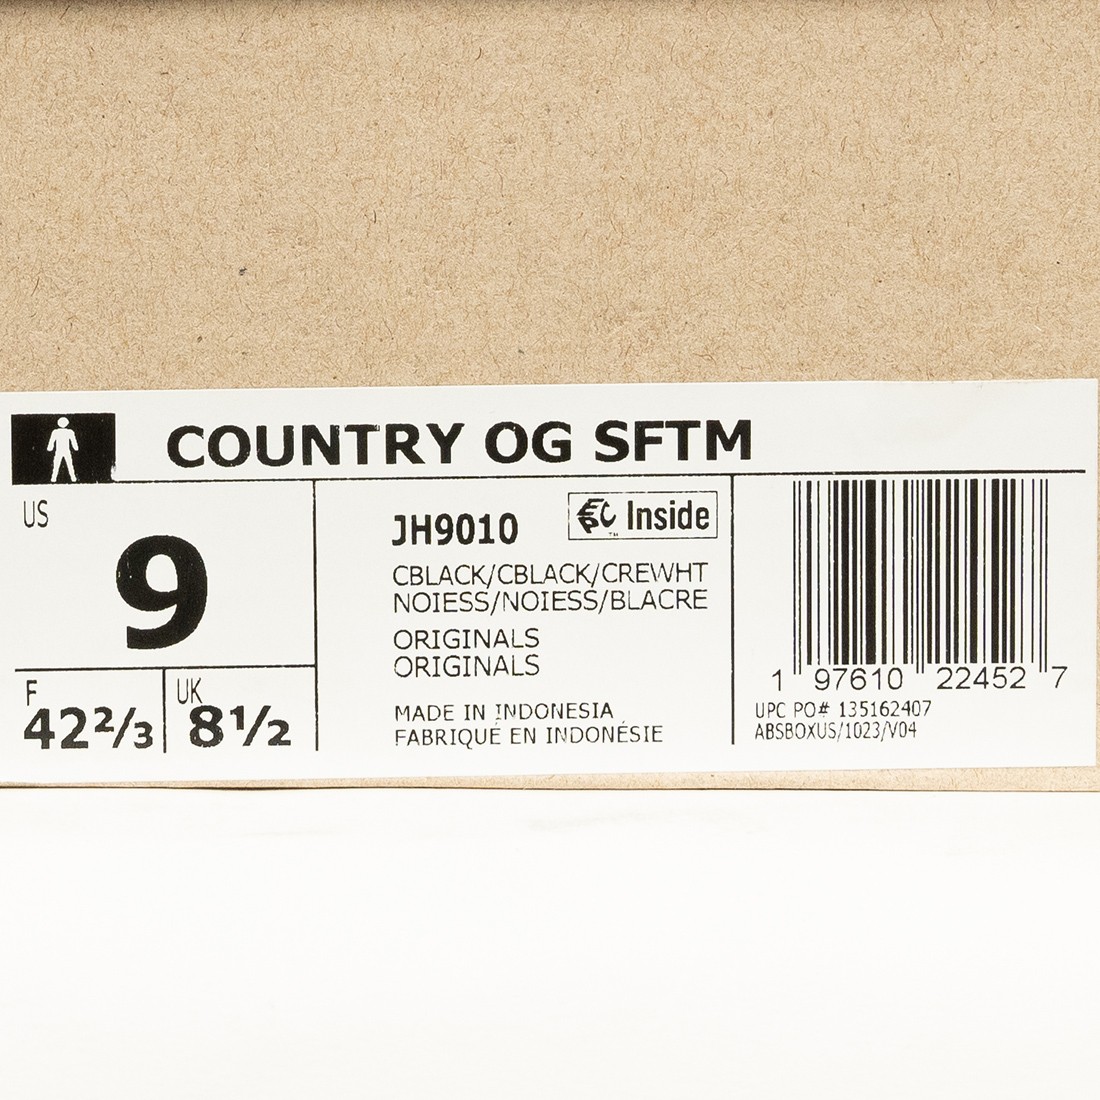 COUNTRY OG SFTM
US
9
F
42⅔
UK
8½
JH9010
Inside
™
CBLACK/CBLACK/CREWHT
NOIESS/NOIESS/BLACRE
ORIGINALS
ORIGINALS
MADE IN INDONESIA
FABRIQUÉ EN INDONÉSIE
1 97610 22452 7
UPC PO# 135162407
ABSBOXUS/1023/V04